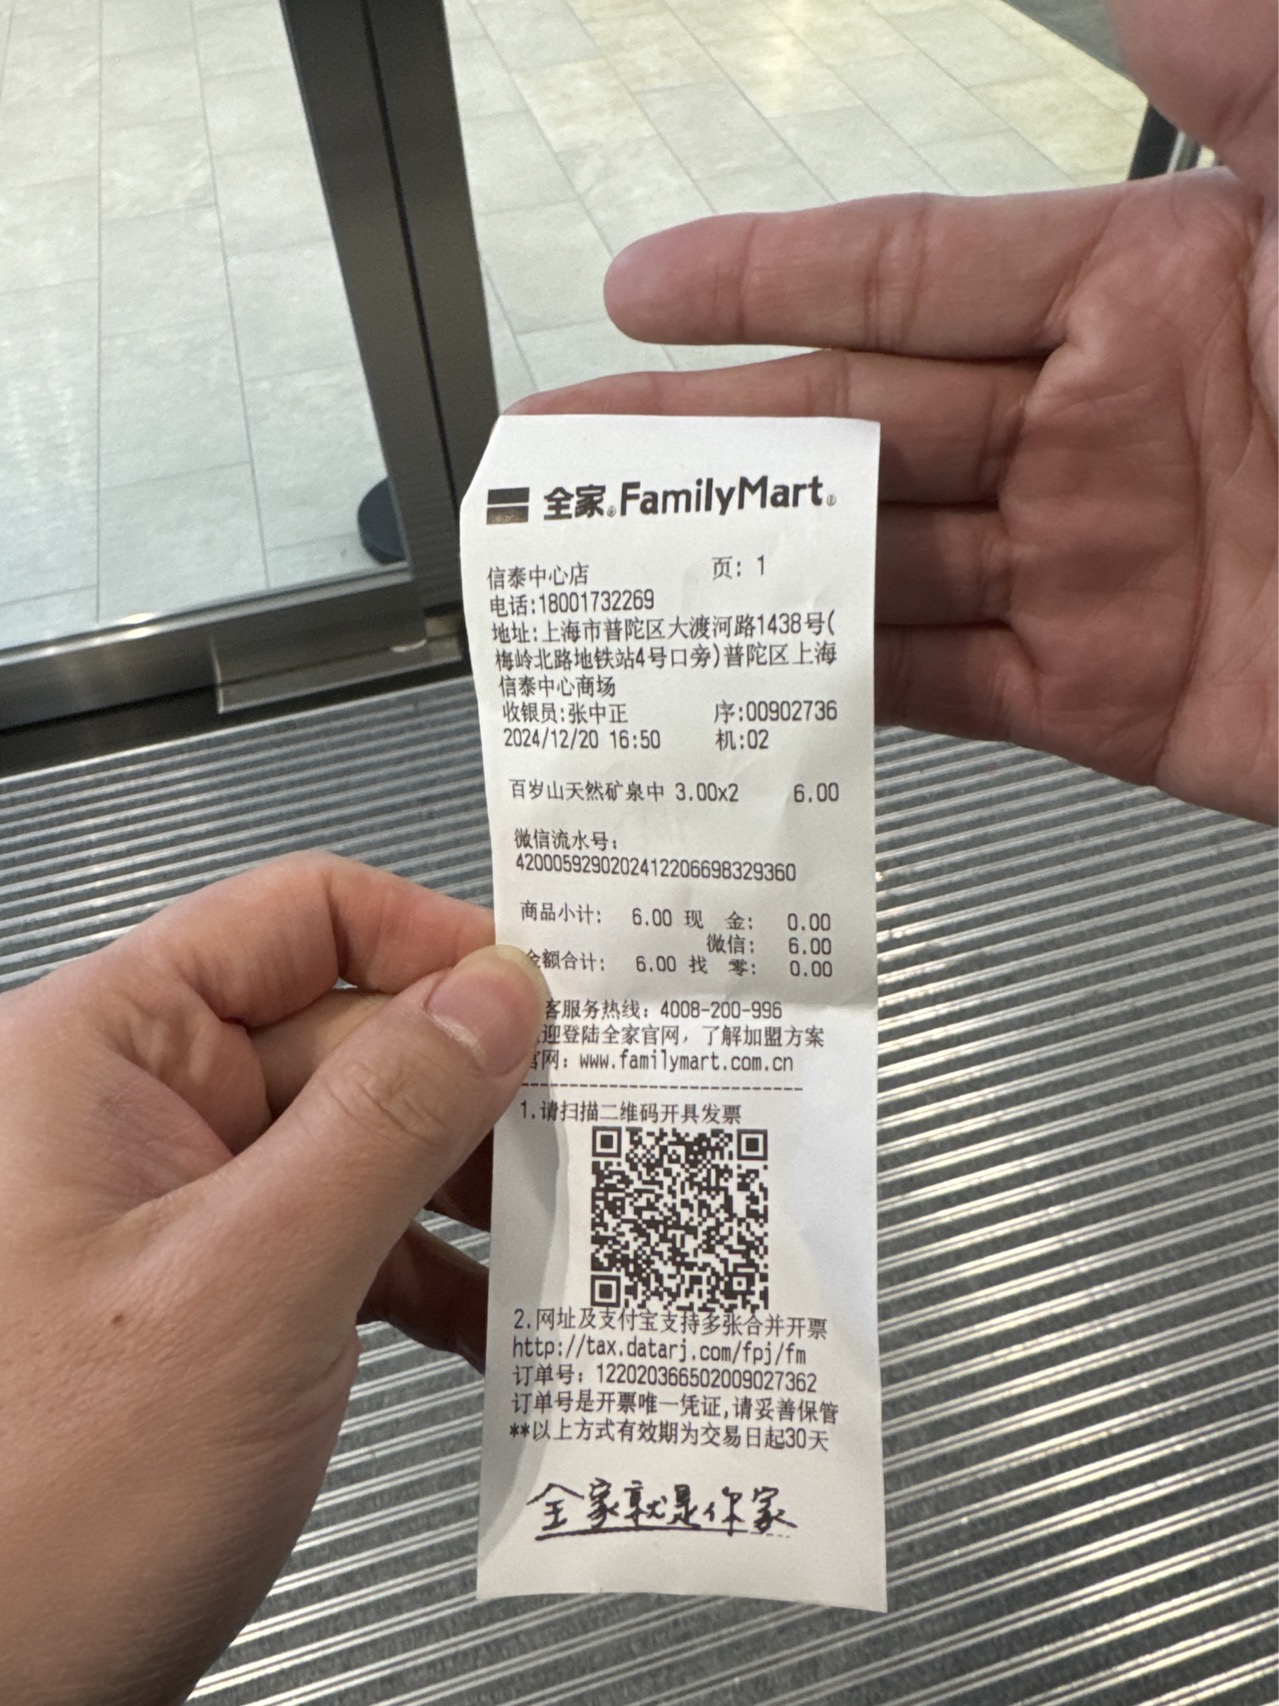 全家 FamilyMart
信泰中心店 页: 1
电话:18001732269
地址:上海市普陀区大渡河路1438号(
梅岭北路地铁站4号口旁)普陀区上海
信泰中心商场
收银员:张中正 序:00902736
2024/12/20 16:50 机:02
百岁山天然矿泉中 3.00x2 6.00
微信流水号:
4200059290202412206698329360
商品小计: 6.00 现 金: 0.00
微信: 6.00
金额合计: 6.00 找 零: 0.00
客服务热线: 4008-200-996
迎登陆全家官网,了解加盟方案
官网: www.familymart.com.cn
1.请扫描二维码开具发票
2.网址及支付宝支持多张合并开票
http://tax.datarj.com/fpj/fm
订单号: 122020366502009027362
订单号是开票唯一凭证,请妥善保管
**以上方式有效期为交易日起30天
全家就是你家